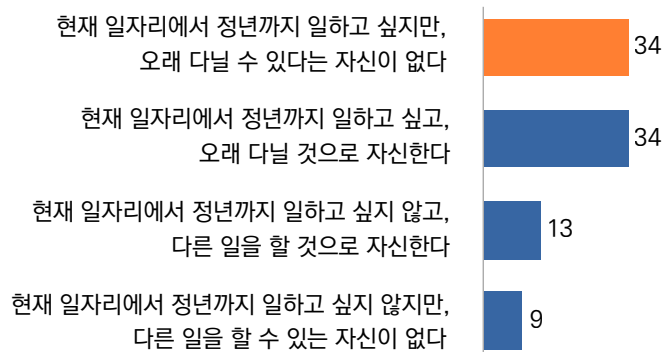 현재 일자리에서 정년까지 일하고 싶지만,
오래 다닐 수 있다는 자신이 없다
34
현재 일자리에서 정년까지 일하고 싶고,
오래 다닐 것으로 자신한다
34
현재 일자리에서 정년까지 일하고 싶지 않고,
다른 일을 할 것으로 자신한다
13
현재 일자리에서 정년까지 일하고 싶지 않지만,
다른 일을 할 수 있는 자신이 없다
9